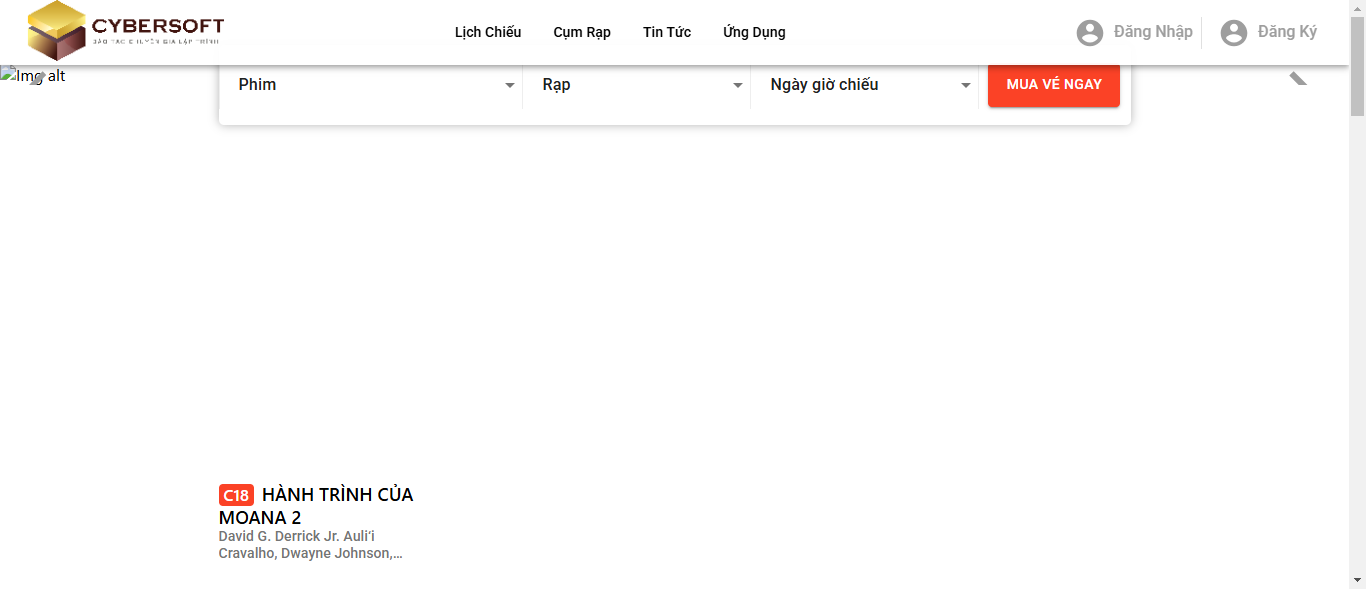 CYBERSOFT
ĐÀO TẠO CHUYÊN GIA LẬP TRÌNH
Lịch Chiếu
Cụm Rạp
Tin Tức
Ứng Dụng
Đăng Nhập
Đăng Ký
Img alt
Phim
Rạp
Ngày giờ chiếu
MUA VÉ NGAY
C18 HÀNH TRÌNH CỦA
MOANA 2
David G. Derrick Jr. Auliʻi
Cravalho, Dwayne Johnson,...